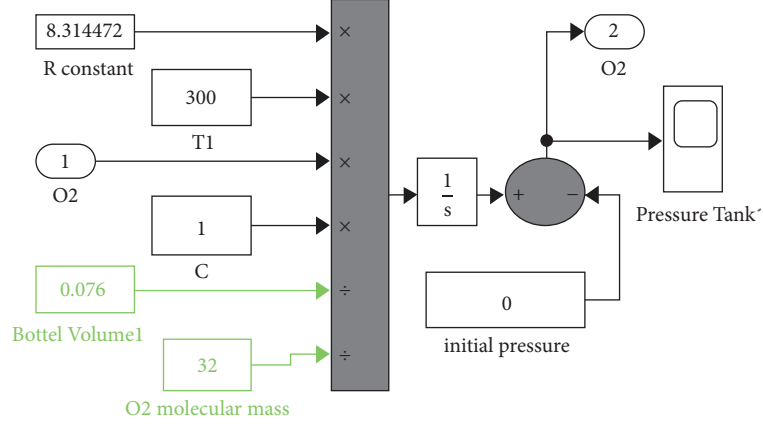 8.314472
×
R constant
300
×
T1
1
×
O2
1
×
C
0.076
÷
Bottel Volume1
32
÷
O2 molecular mass
1
s
+
−
2
O2
Pressure Tank´
0
initial pressure